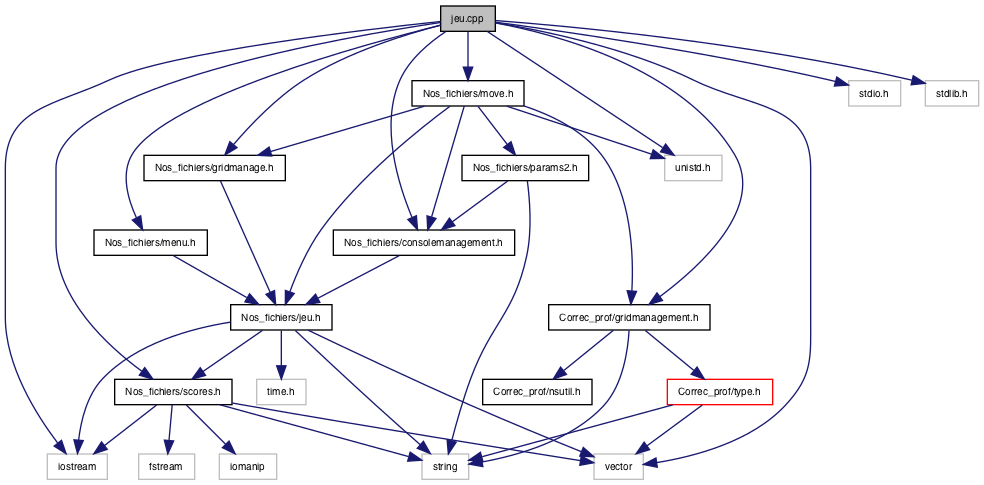 jeu.cpp
Nos_fichiers/move.h
stdio.h
stdlib.h
Nos_fichiers/gridmanage.h
Nos_fichiers/params2.h
unistd.h
Nos_fichiers/menu.h
Nos_fichiers/consolemanagement.h
Nos_fichiers/jeu.h
Correc_prof/gridmanagement.h
Nos_fichiers/scores.h
time.h
Correc_prof/nsutil.h
Correc_prof/type.h
iostream
fstream
iomanip
string
vector